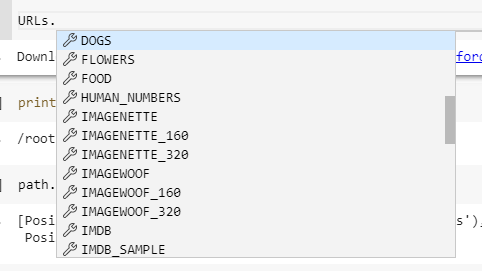 URLs.
DOGS
Downl
FLOWERS
ford
FOOD
print
HUMAN_NUMBERS
IMAGENETTE
/root
IMAGENETTE_160
IMAGENETTE_320
path.
IMAGEWOOF
IMAGEWOOF_160
[Posi
IMAGEWOOF_320
s'),
Posi
IMDB
IMDB_SAMPLE